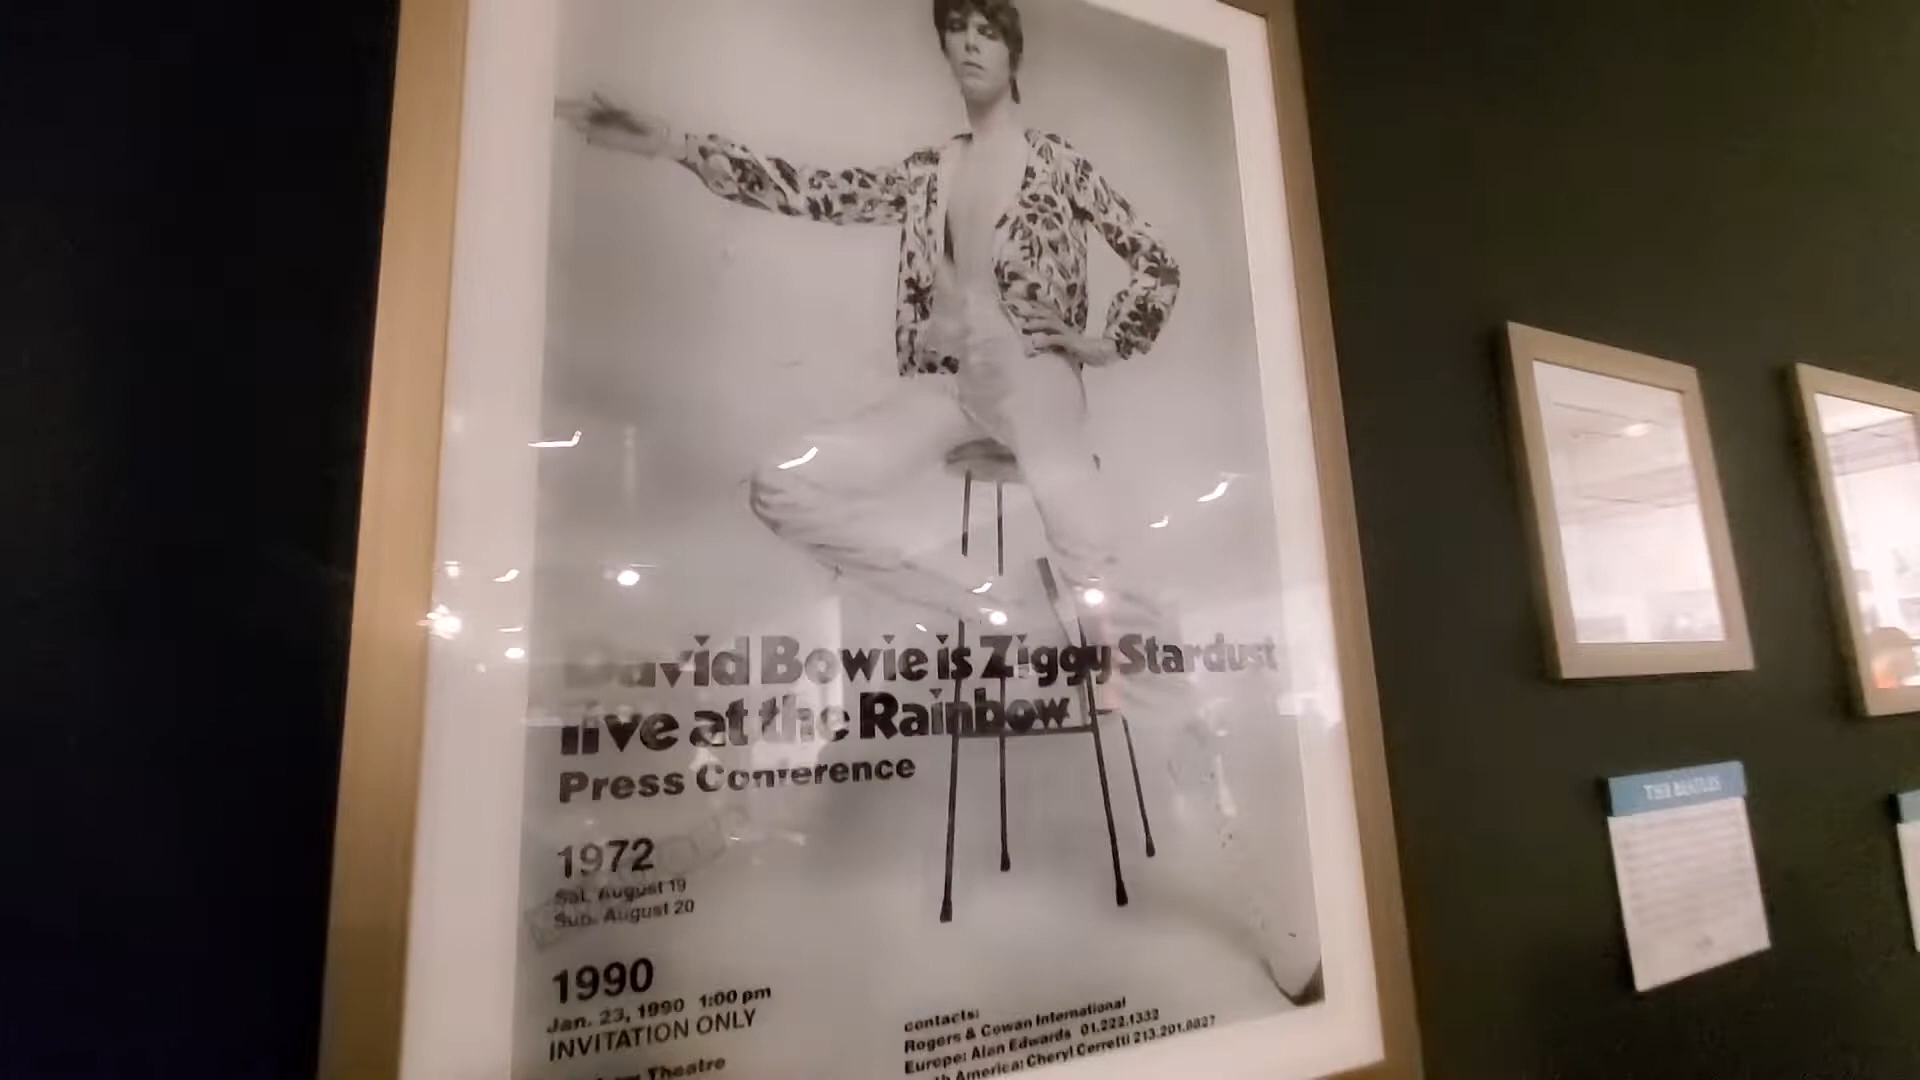 David Bowie is Ziggy Stardust
live at the Rainbow
Press Conference
1972
Sat. August 19
Sun. August 20
1990
Jan. 23, 1990 1:00 pm
INVITATION ONLY
Theatre
contacts:
Rogers & Cowan International
Europe: Alan Edwards 01.222.1332
America: Cheryl Cerretti 213.201.8827
THE BEATLES